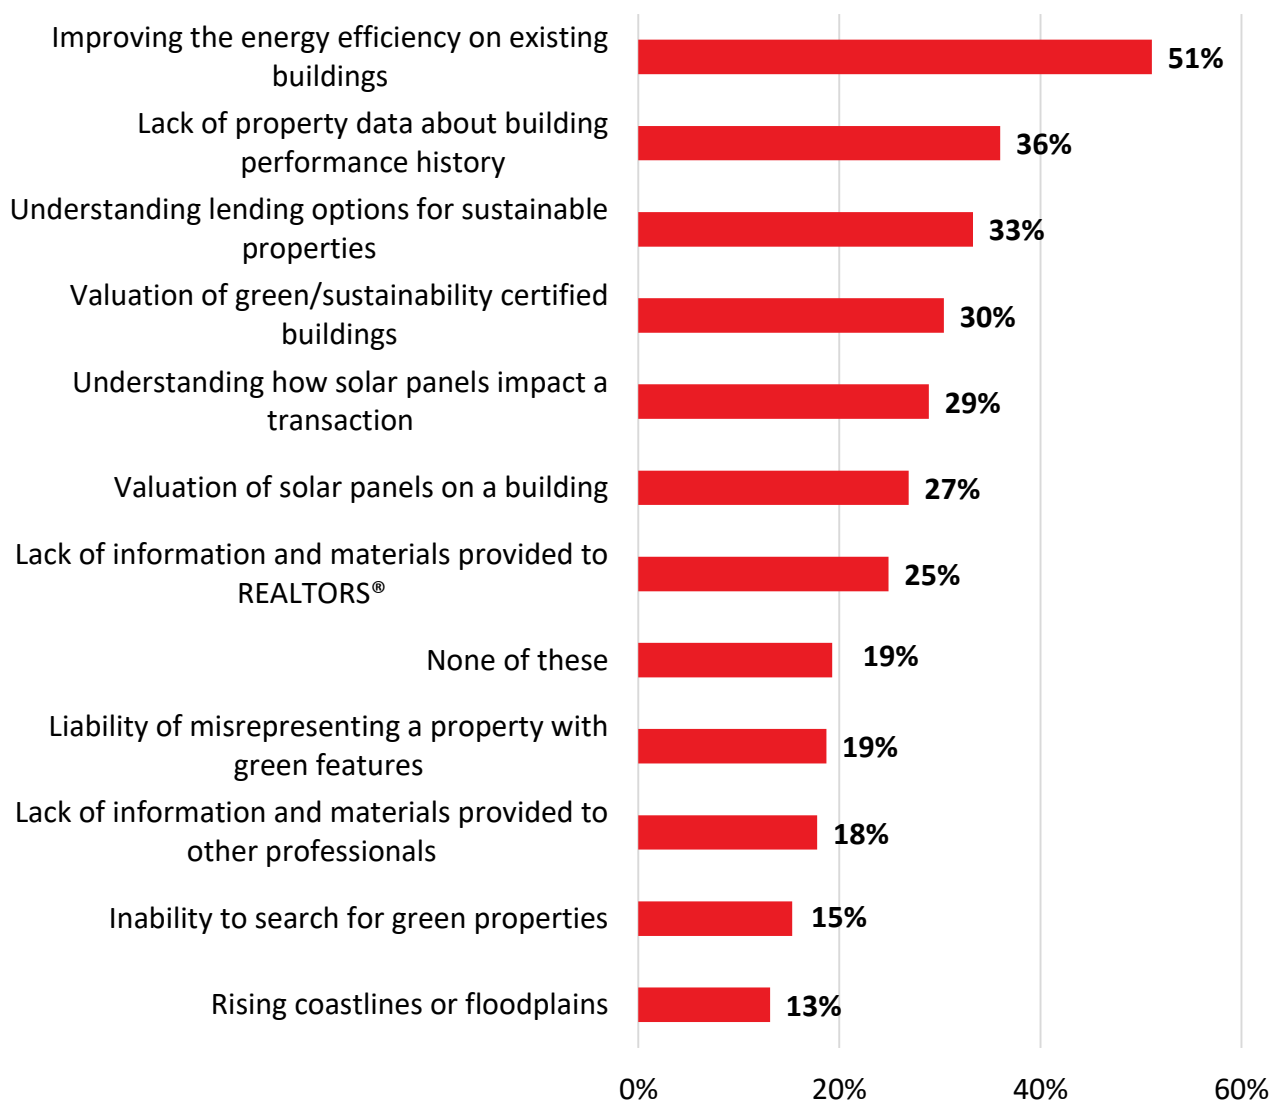 Improving the energy efficiency on existing
buildings
51%
Lack of property data about building
performance history
36%
Understanding lending options for sustainable
properties
33%
Valuation of green/sustainability certified
buildings
30%
Understanding how solar panels impact a
transaction
29%
Valuation of solar panels on a building
27%
Lack of information and materials provided to
REALTORS®
25%
None of these
19%
Liability of misrepresenting a property with
green features
19%
Lack of information and materials provided to
other professionals
18%
Inability to search for green properties
15%
Rising coastlines or floodplains
13%
0%
20%
40%
60%